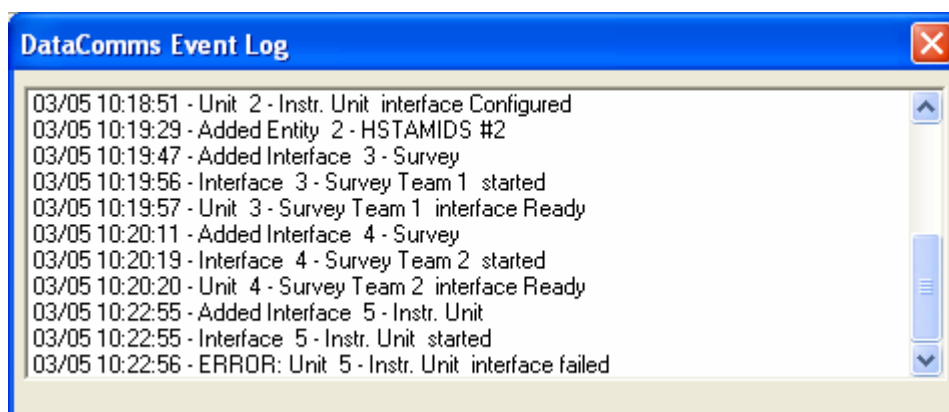 DataComms Event Log
03/05 10:18:51 - Unit  2 - Instr. Unit  interface Configured
03/05 10:19:29 - Added Entity  2 - HSTAMIDS #2
03/05 10:19:47 - Added Interface  3 - Survey
03/05 10:19:56 - Interface  3 - Survey Team 1  started
03/05 10:19:57 - Unit  3 - Survey Team 1  interface Ready
03/05 10:20:11 - Added Interface  4 - Survey
03/05 10:20:19 - Interface  4 - Survey Team 2  started
03/05 10:20:20 - Unit  4 - Survey Team 2  interface Ready
03/05 10:22:55 - Added Interface  5 - Instr. Unit
03/05 10:22:55 - Interface  5 - Instr. Unit  started
03/05 10:22:56 - ERROR: Unit  5 - Instr. Unit  interface failed